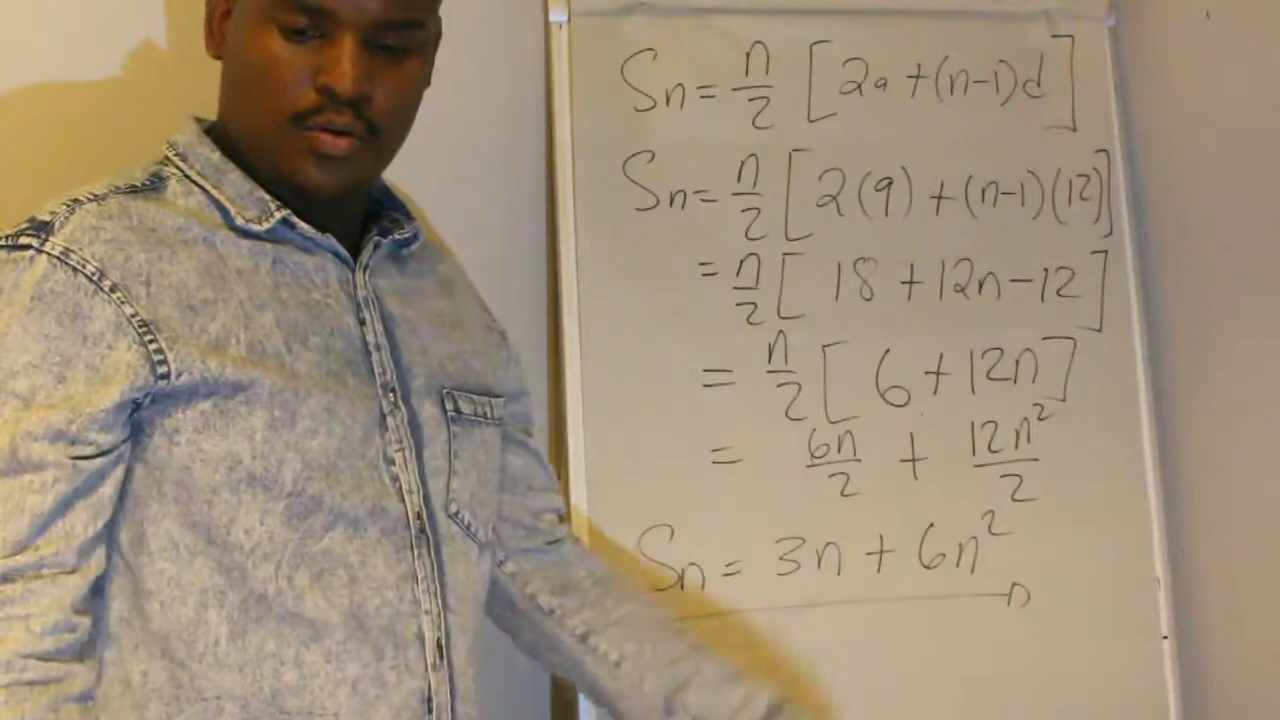 Sn = n/2 [2a + (n-1)d]
Sn = n/2 [2(9) + (n-1)(12)]
= n/2 [18 + 12n - 12]
= n/2 [6 + 12n]
= 6n/2 + 12n²/2
Sn = 3n + 6n²